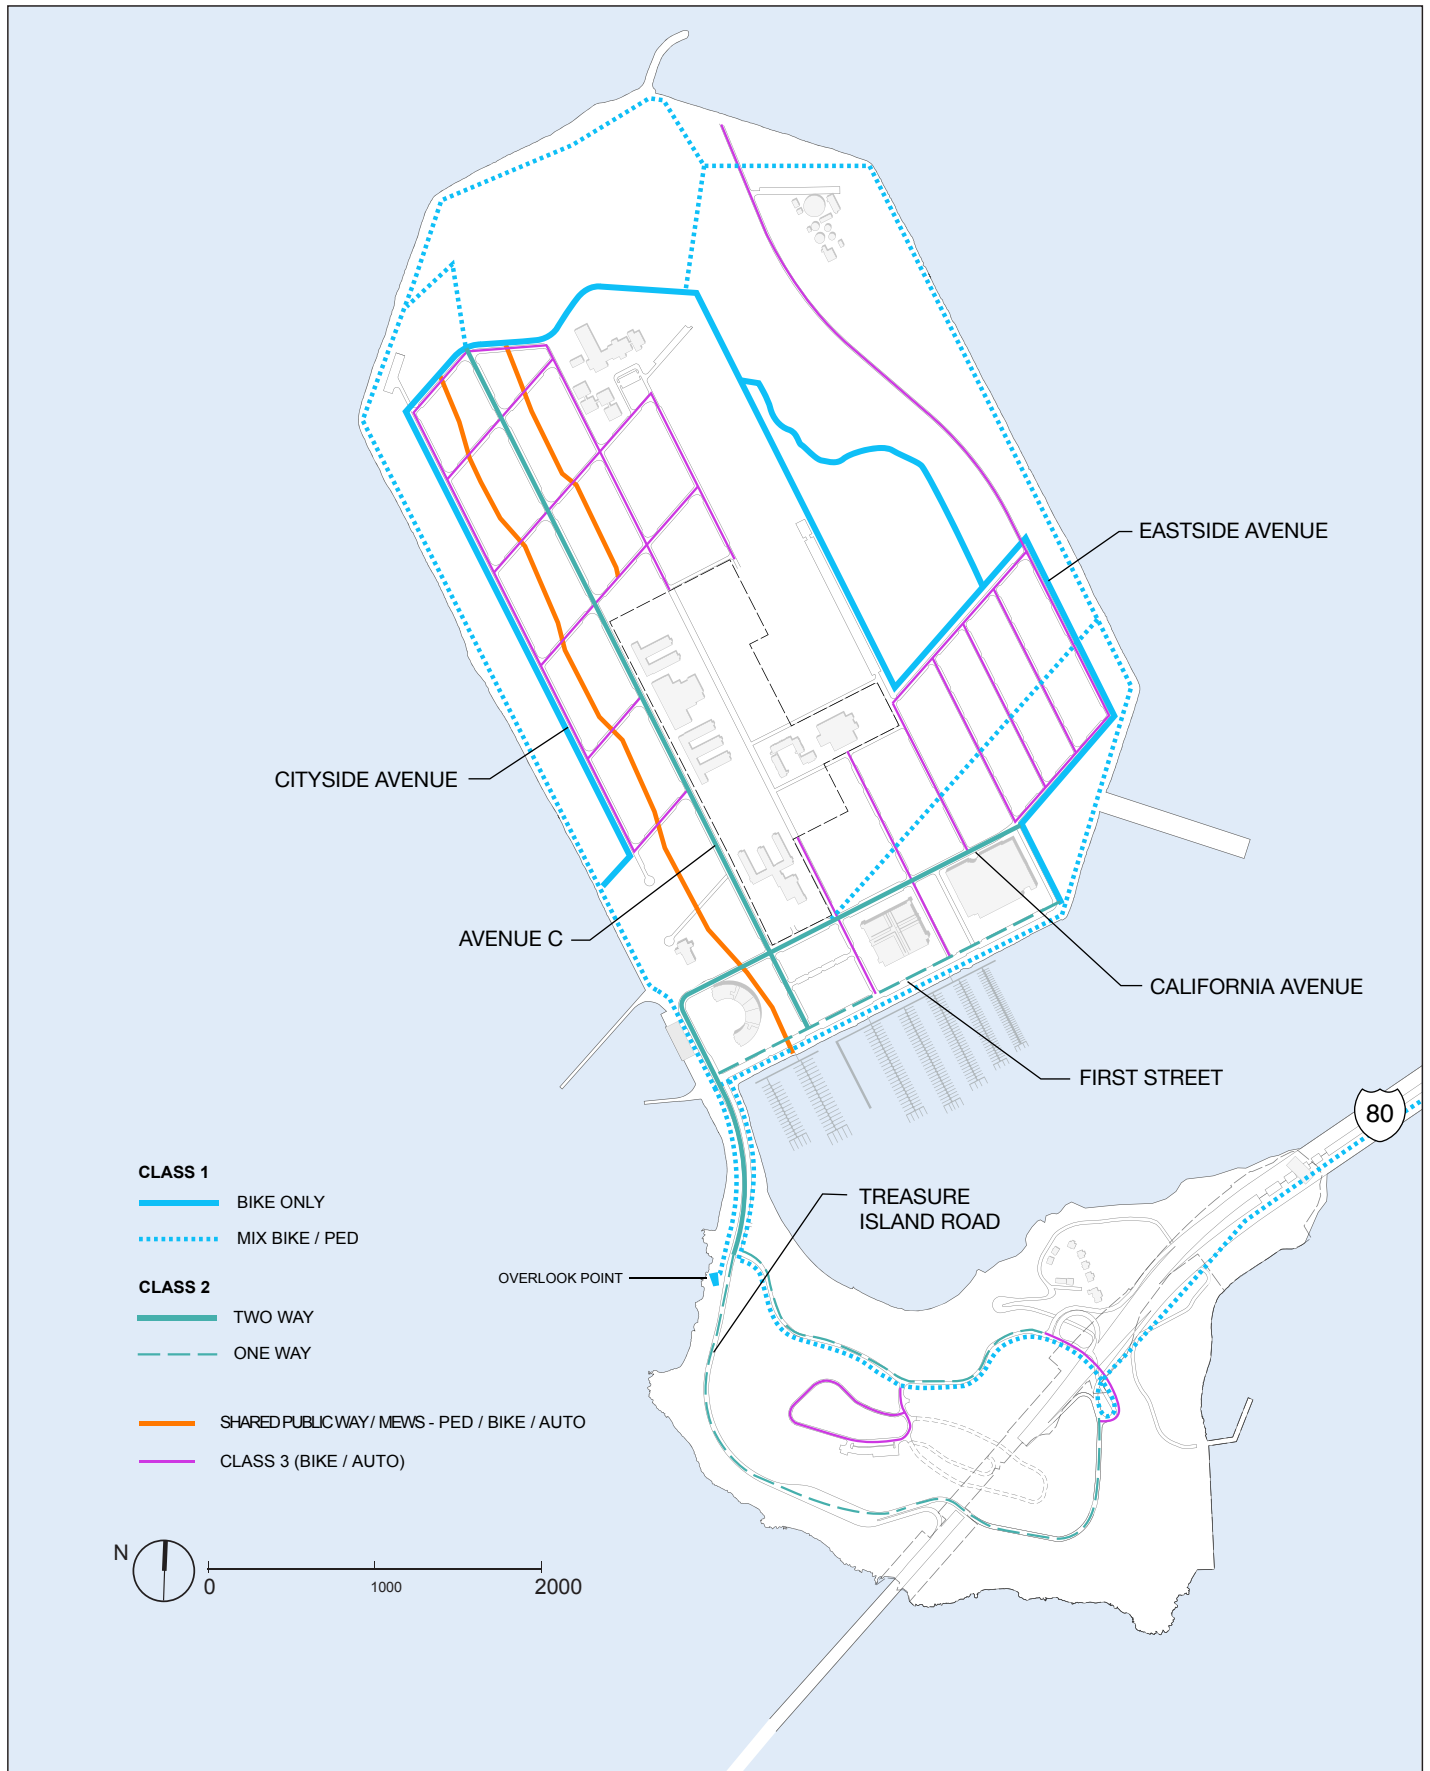 EASTSIDE AVENUE
CITYSIDE AVENUE
AVENUE C
CALIFORNIA AVENUE
FIRST STREET
80
CLASS 1
BIKE ONLY
MIX BIKE / PED
CLASS 2
TWO WAY
ONE WAY
SHARED PUBLIC WAY / MEWS - PED / BIKE / AUTO
CLASS 3 (BIKE / AUTO)
TREASURE
ISLAND ROAD
OVERLOOK POINT
N
0
1000
2000